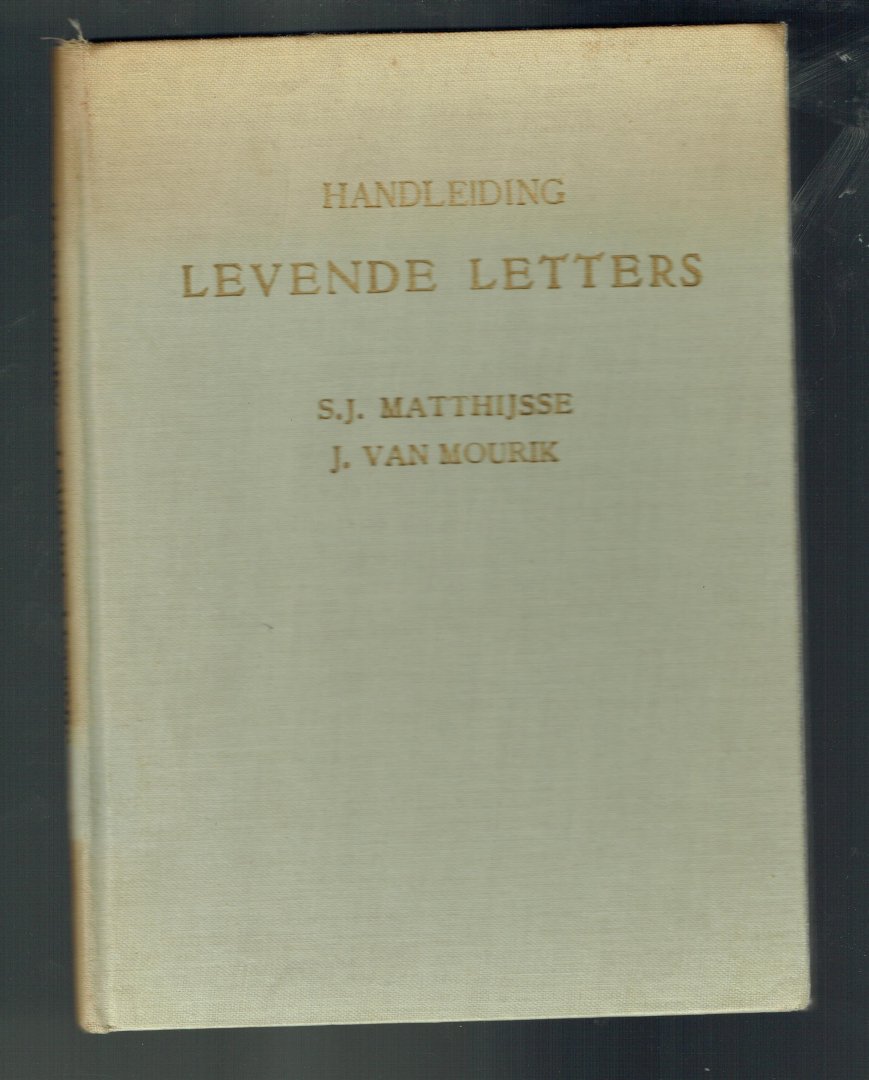 HANDLEIDING
LEVENDE LETTERS
S.J. MATTHIJSSE
J. VAN MOURIK